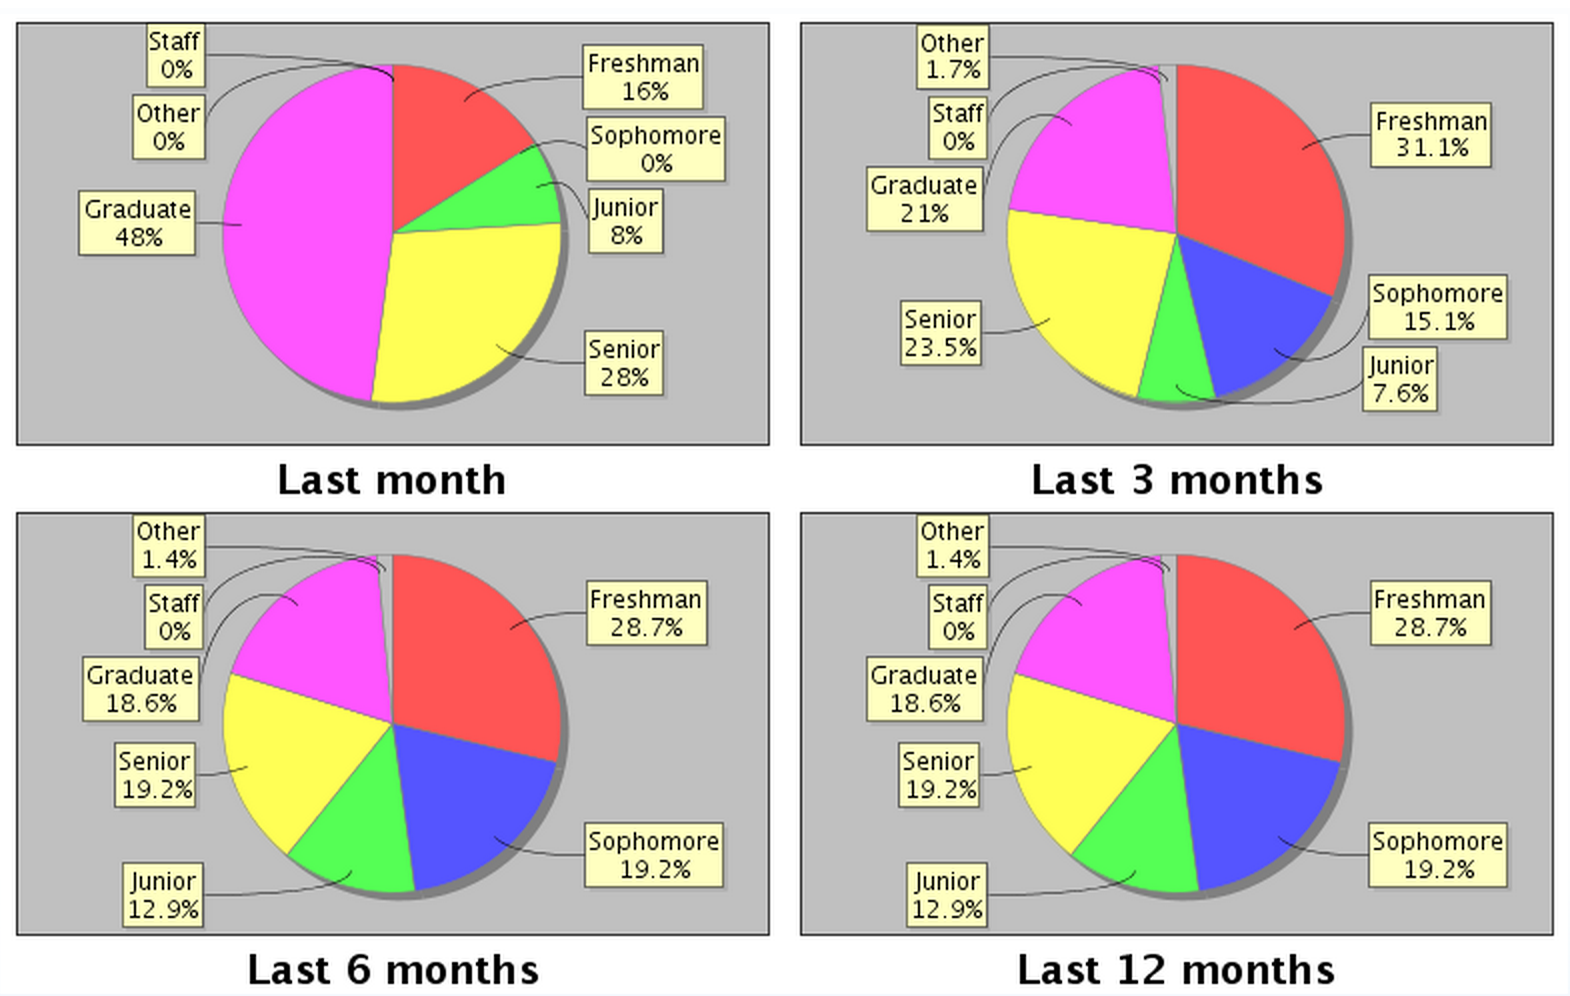 Staff
0%
Other
0%
Graduate
48%
Freshman
16%
Sophomore
0%
Junior
8%
Senior
28%
Last month
Other
1.7%
Staff
0%
Graduate
21%
Senior
23.5%
Freshman
31.1%
Sophomore
15.1%
Junior
7.6%
Last 3 months
Other
1.4%
Staff
0%
Graduate
18.6%
Senior
19.2%
Junior
12.9%
Freshman
28.7%
Sophomore
19.2%
Last 6 months
Other
1.4%
Staff
0%
Graduate
18.6%
Senior
19.2%
Junior
12.9%
Freshman
28.7%
Sophomore
19.2%
Last 12 months